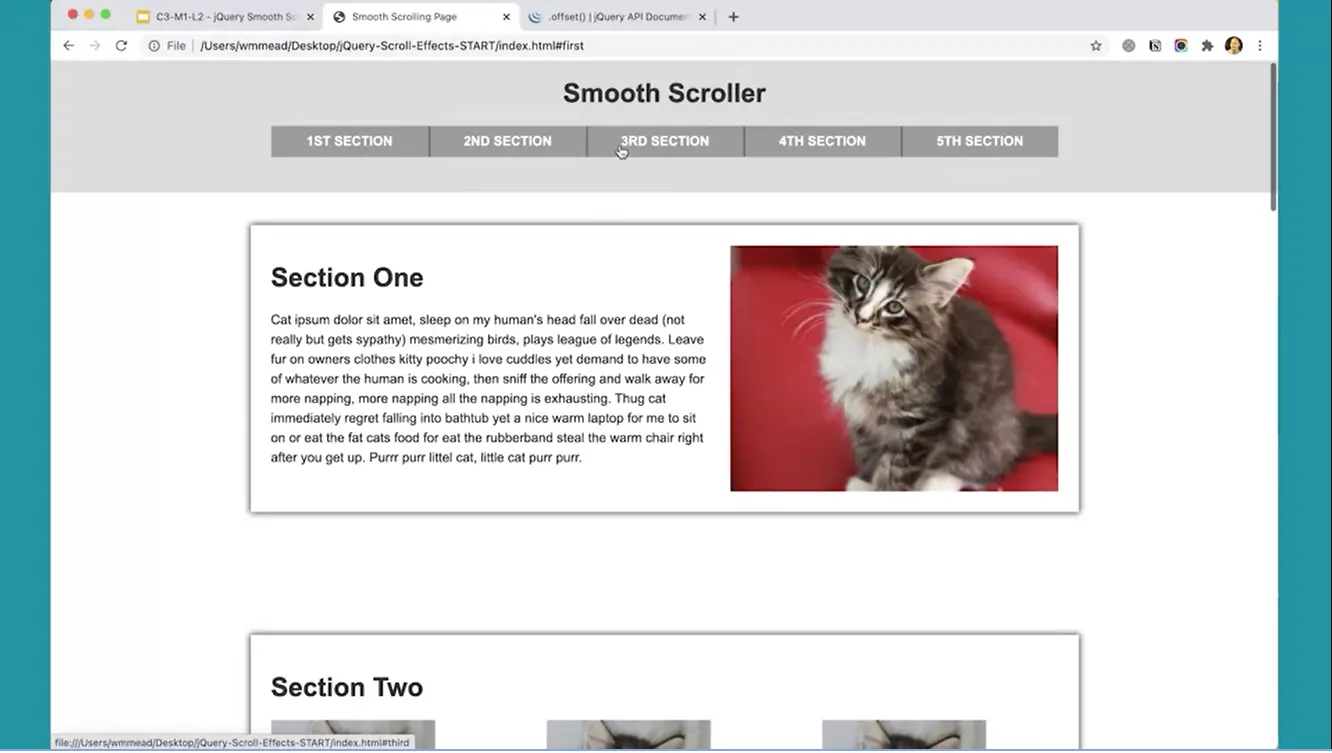 C3-M1-L2 - jQuery Smooth Sc
Smooth Scrolling Page
.offset() | jQuery API Documen
File
/Users/wmmead/Desktop/jQuery-Scroll-Effects-START/index.html#first
Smooth Scroller
1ST SECTION
2ND SECTION
3RD SECTION
4TH SECTION
5TH SECTION
Section One
Cat ipsum dolor sit amet, sleep on my human's head fall over dead (not
really but gets sypathy) mesmerizing birds, plays league of legends. Leave
fur on owners clothes kitty poochy i love cuddles yet demand to have some
of whatever the human is cooking, then sniff the offering and walk away for
more napping, more napping all the napping is exhausting. Thug cat
immediately regret falling into bathtub yet a nice warm laptop for me to sit
on or eat the fat cats food for eat the rubberband steal the warm chair right
after you get up. Purrr purr littel cat, little cat purr purr.
Section Two
file:///Users/wmmead/Desktop/jQuery-Scroll-Effects-START/index.html#third